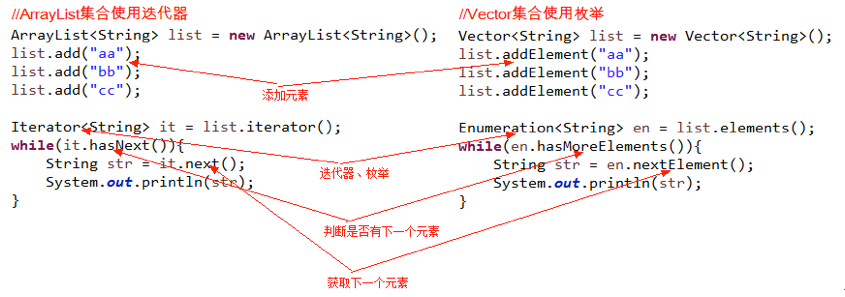 //ArrayList集合使用迭代器
ArrayList<String> list = new ArrayList<String>();
list.add("aa");
list.add("bb");
list.add("cc");
Iterator<String> it = list.iterator();
while(it.hasNext()){
String str = it.next();
System.out.println(str);
}
//Vector集合使用枚举
Vector<String> list = new Vector<String>();
list.addElement("aa");
list.addElement("bb");
list.addElement("cc");
Enumeration<String> en = list.elements();
while(en.hasMoreElements()){
String str = en.nextElement();
System.out.println(str);
}
添加元素
迭代器、枚举
判断是否有下一个元素
获取下一个元素